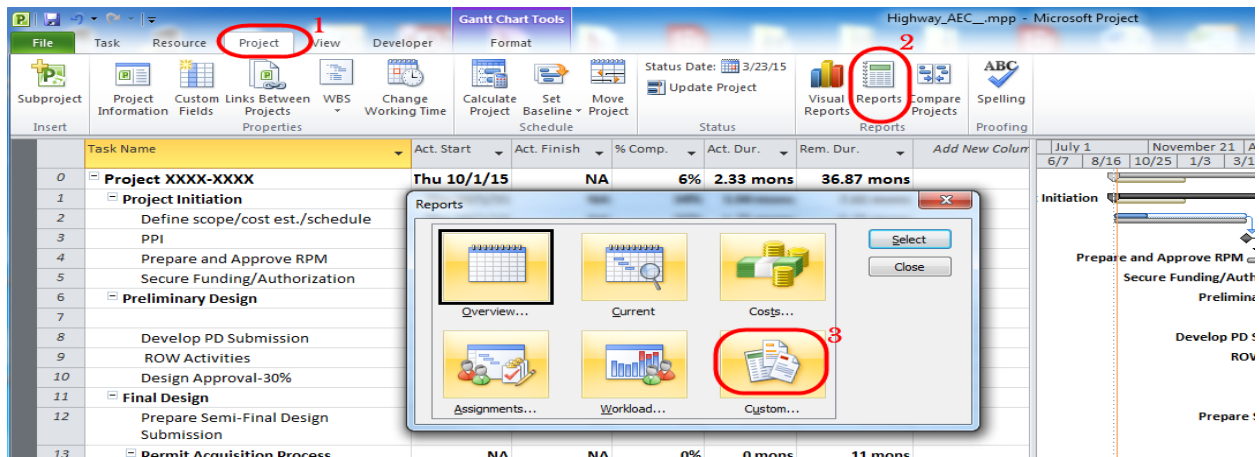 Gantt Chart Tools
Highway_AEC__.mpp - Microsoft Project
1
File Task Resource Project View Developer Format
2
Subproject
Project Information
Custom Fields
Links Between Projects
WBS
Change Working Time
Calculate Project
Set Baseline
Move Project
Status Date: 3/23/15
Update Project
Visual Reports
Reports
Compare Projects
ABC
Spelling
Insert Properties Schedule Status Reports Proofing
Task Name Act. Start Act. Finish % Comp. Act. Dur. Rem. Dur. Add New Colum
July 1 November 21 A
6/7 8/16 10/25 1/3 3/1
0 Project XXXX-XXXX Thu 10/1/15 NA 6% 2.33 mons 36.87 mons
1 Project Initiation
Initiation
2 Define scope/cost est./schedule
3 PPI
4 Prepare and Approve RPM
Prepare and Approve RPM
5 Secure Funding/Authorization
Secure Funding/Auth
6 Preliminary Design
Prelimina
7
8 Develop PD Submission
Develop PD S
9 ROW Activities
ROW
10 Design Approval-30%
11 Final Design
12 Prepare Semi-Final Design
Submission
Prepare S
13 Permit Acquisition Process NA NA 0% 0 mons 11 mons
Reports
Select
Close
Overview... Current Costs...
3
Assignments... Workload... Custom...